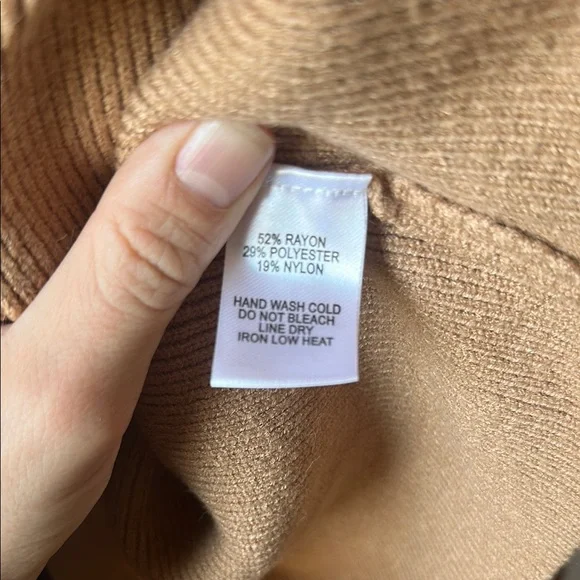 52% RAYON
29% POLYESTER
19% NYLON
HAND WASH COLD
DO NOT BLEACH
LINE DRY
IRON LOW HEAT